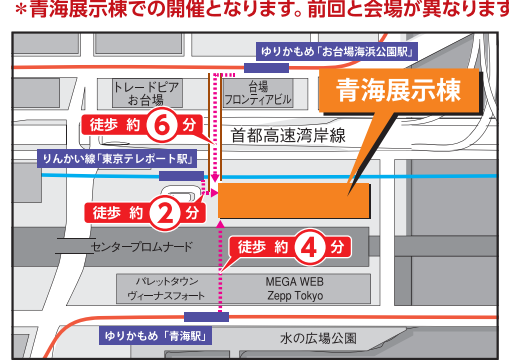 ＊青海展示棟での開催となります。前回と会場が異なります
ゆりかもめ「お台場海浜公園駅」
トレードピア
お台場
台場
フロンティアビル
青海展示棟
徒歩 約6分
首都高速湾岸線
りんかい線「東京テレポート駅」
徒歩 約2分
センタープロムナード
徒歩 約4分
パレットタウン
ヴィーナスフォート
MEGA WEB
Zepp Tokyo
ゆりかもめ「青海駅」
水の広場公園